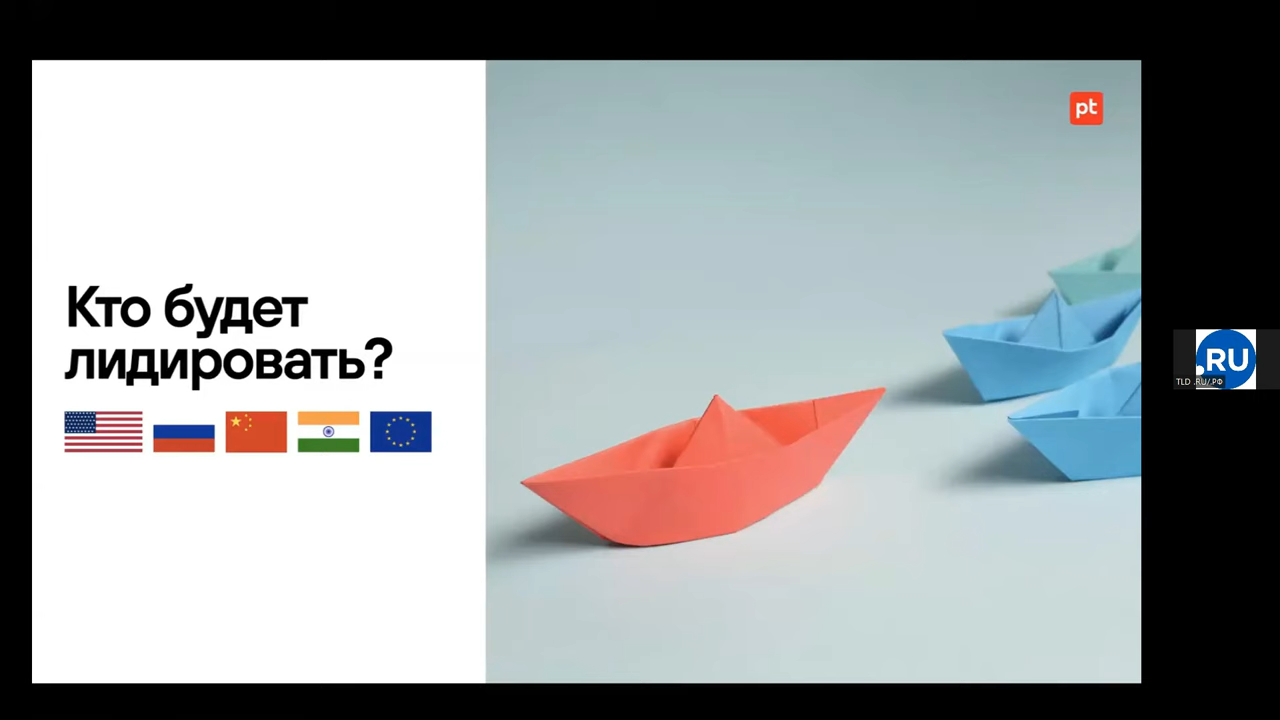 Кто будет
лидировать?
pt
.RU
TLD .RU/.РФ